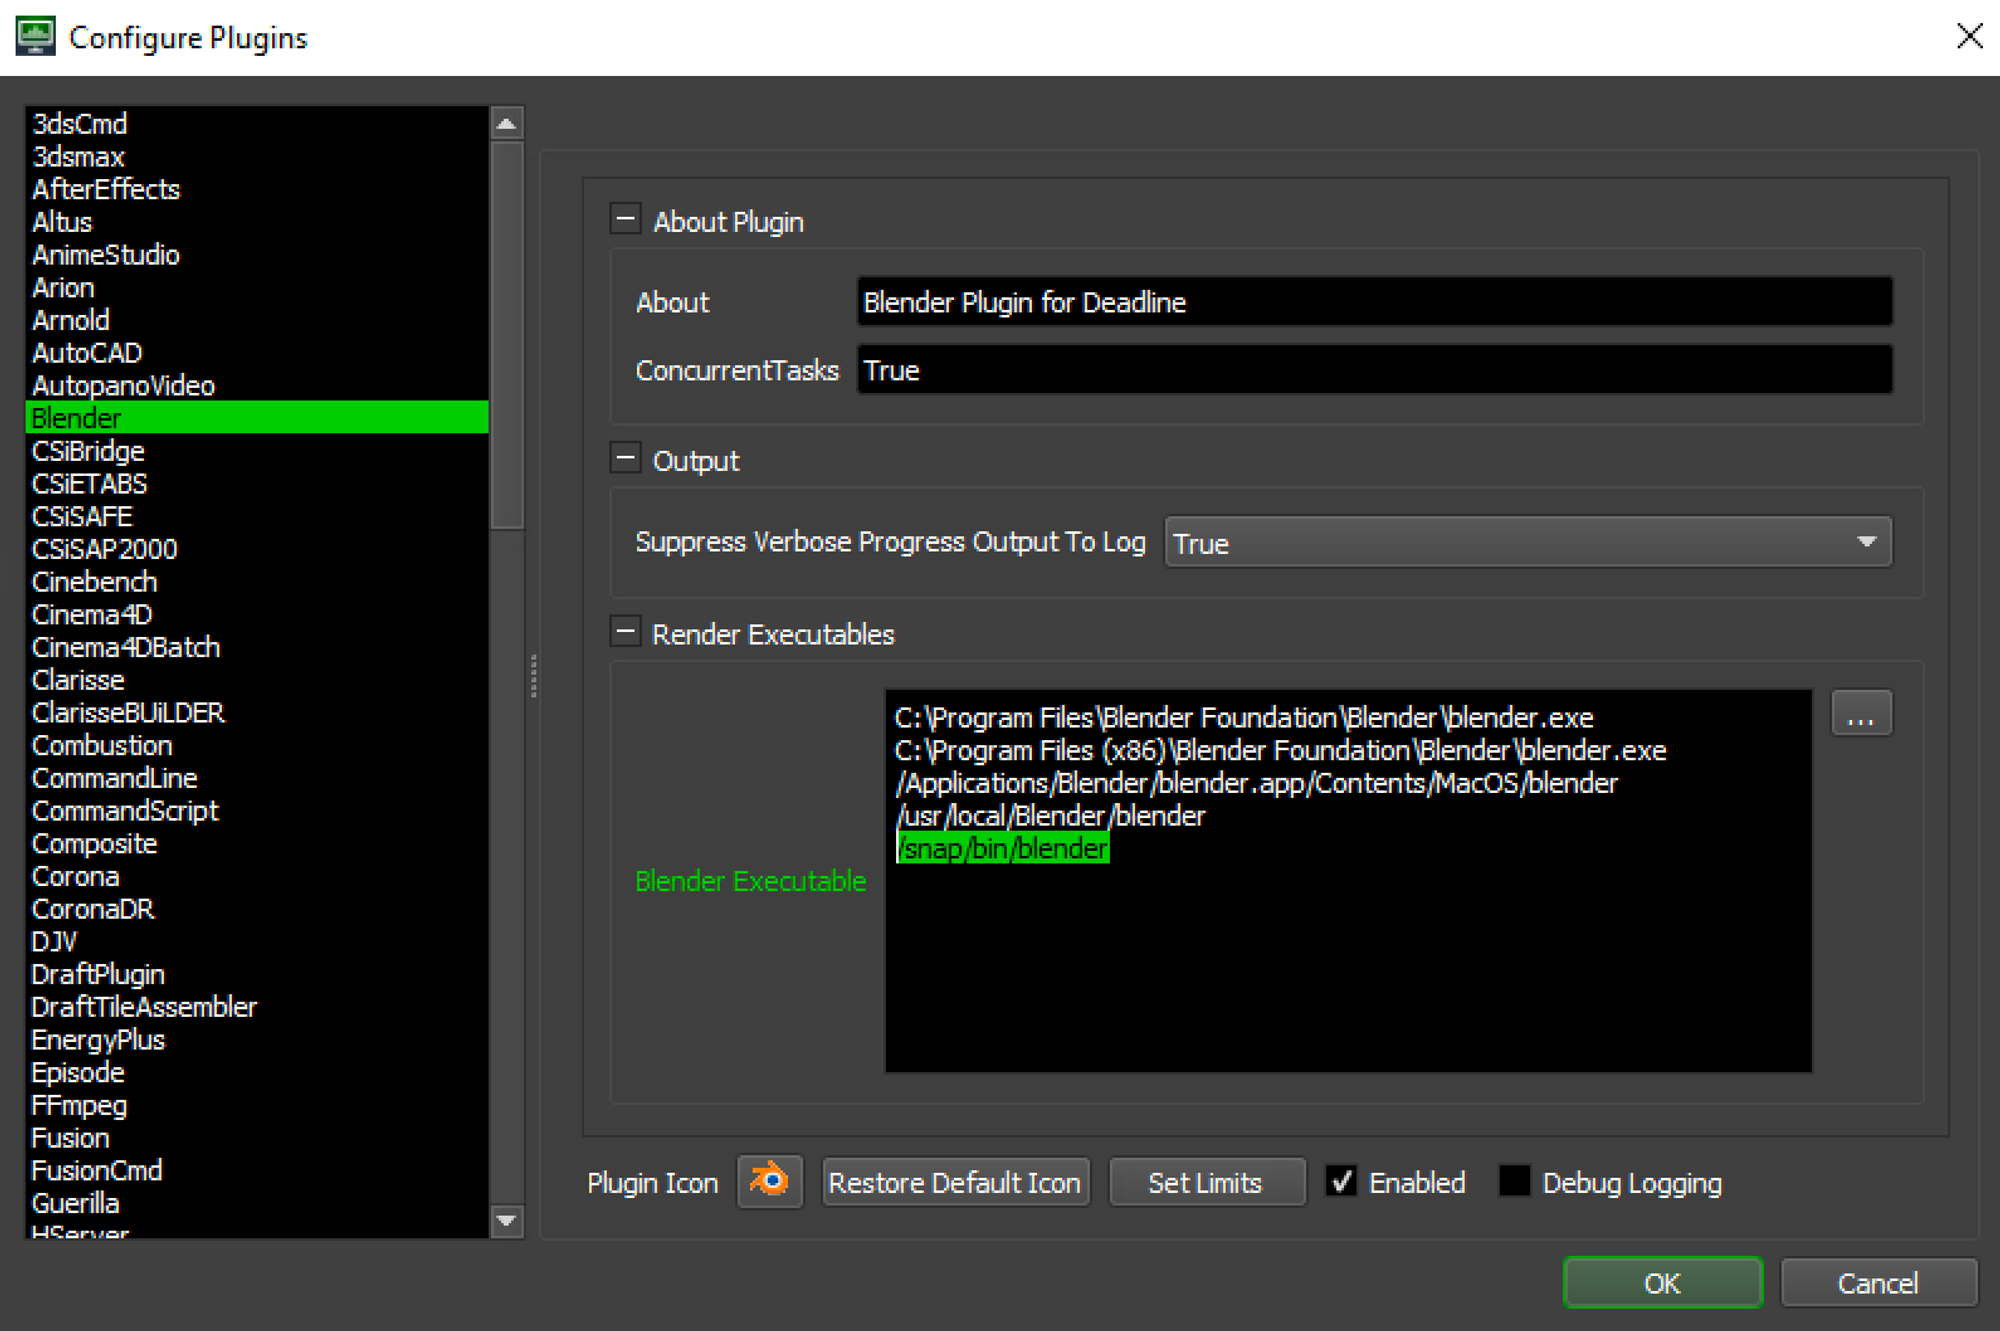 Configure Plugins
3dsCmd
3dsmax
AfterEffects
Altus
AnimeStudio
Arion
Arnold
AutoCAD
AutopanoVideo
Blender
CSiBridge
CSiETABS
CSiSAFE
CSiSAP2000
Cinebench
Cinema4D
Cinema4DBatch
Clarisse
ClarisseBUiLDER
Combustion
CommandLine
CommandScript
Composite
Corona
CoronaDR
DJV
DraftPlugin
DraftTileAssembler
EnergyPlus
Episode
FFmpeg
Fusion
FusionCmd
Guerilla
HServer
About Plugin
About Blender Plugin for Deadline
ConcurrentTasks True
Output
Suppress Verbose Progress Output To Log True
Render Executables
Blender Executable
C:\Program Files\Blender Foundation\Blender\blender.exe
C:\Program Files (x86)\Blender Foundation\Blender\blender.exe
/Applications/Blender/blender.app/Contents/MacOS/blender
/usr/local/Blender/blender
/snap/bin/blender
...
Plugin Icon Restore Default Icon Set Limits Enabled Debug Logging
OK Cancel